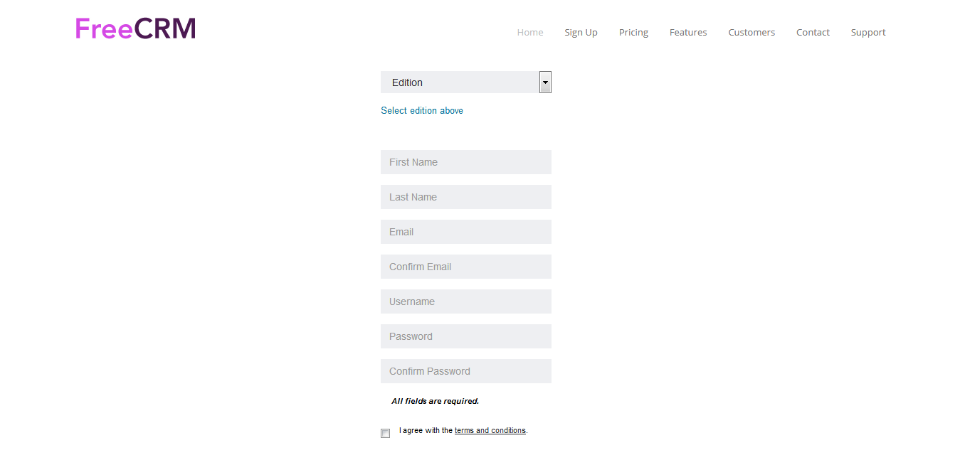 FreeCRM
Home Sign Up Pricing Features Customers Contact Support
Edition
Select edition above
First Name
Last Name
Email
Confirm Email
Username
Password
Confirm Password
All fields are required.
I agree with the terms and conditions.